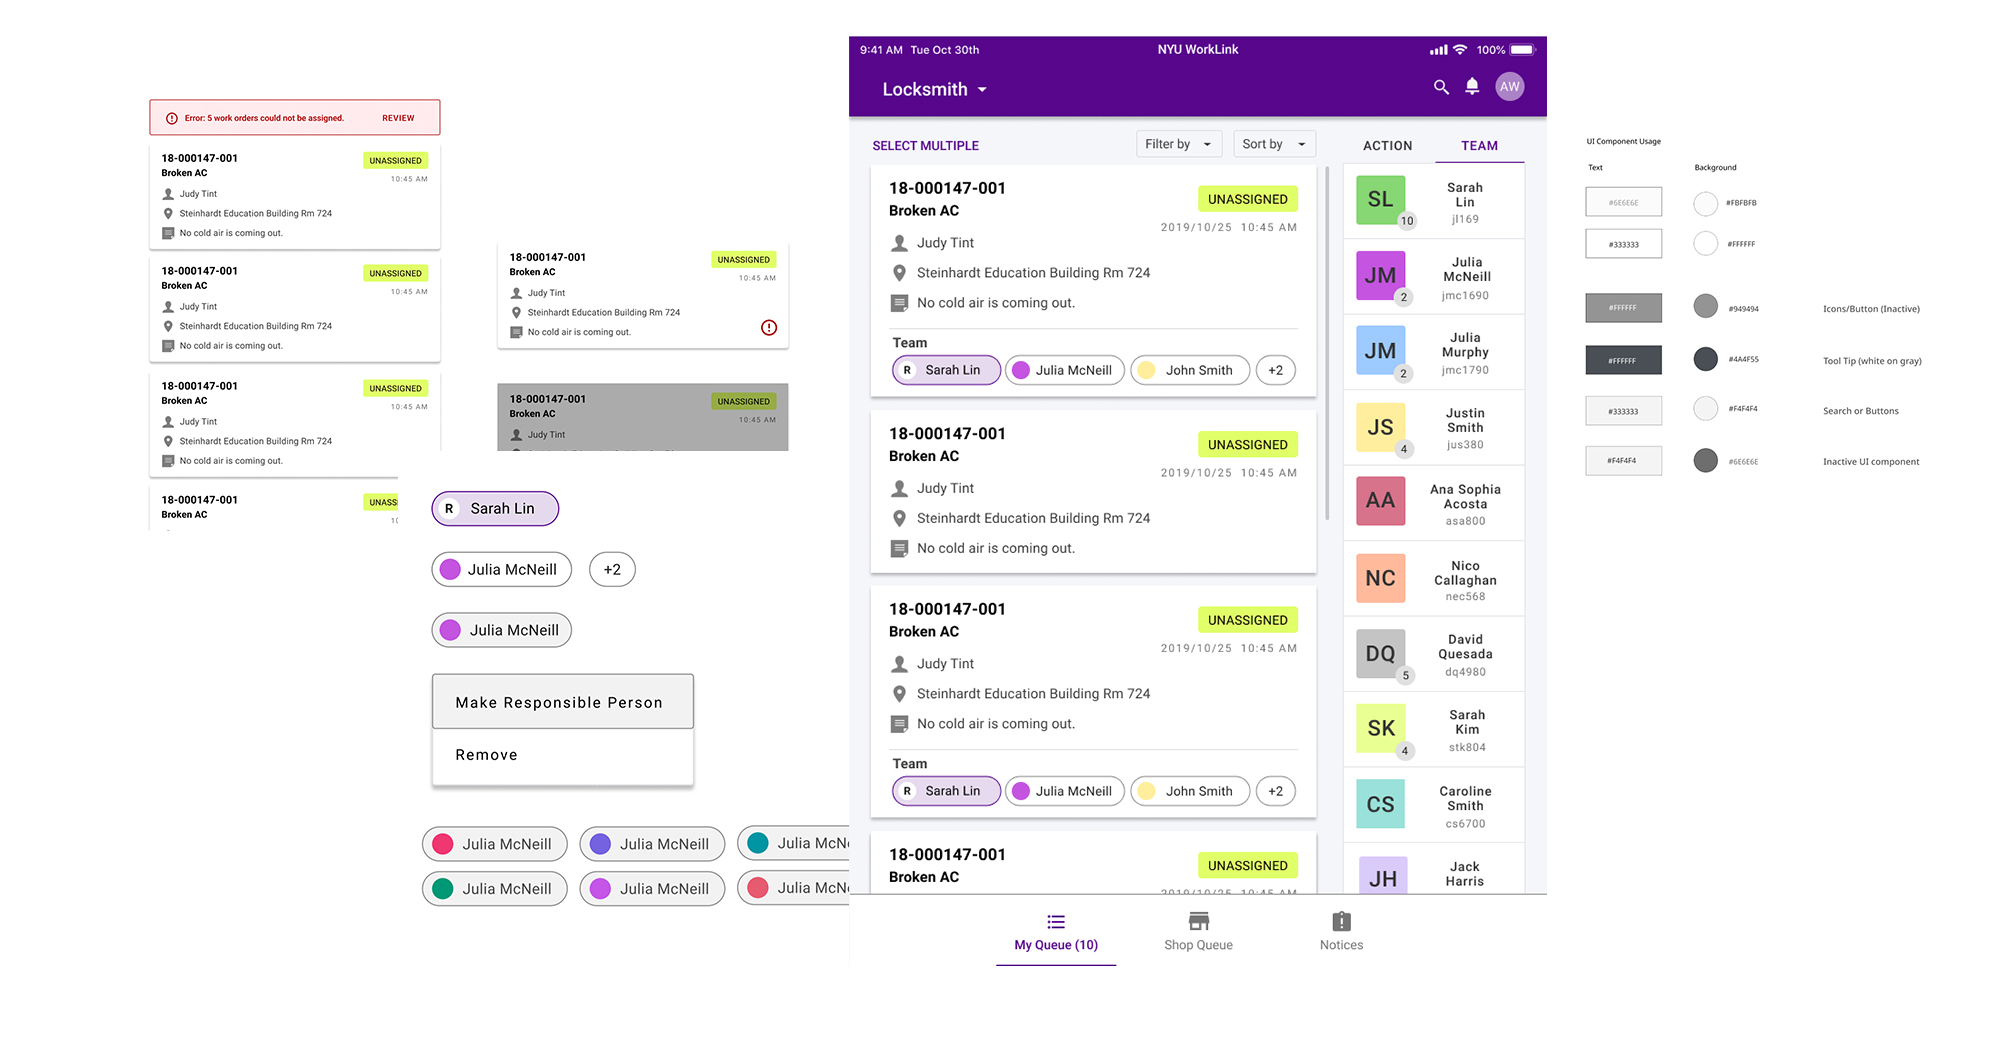 Error: 5 work orders could not be assigned. REVIEW
18-000147-001 UNASSIGNED
Broken AC
10:45 AM
Judy Tint
Steinhardt Education Building Rm 724
No cold air is coming out.
18-000147-001 UNASSIGNED
Broken AC
10:45 AM
Judy Tint
Steinhardt Education Building Rm 724
No cold air is coming out.
18-000147-001 UNASSIGNED
Broken AC
10:45 AM
Judy Tint
Steinhardt Education Building Rm 724
No cold air is coming out.
18-000147-001 UNASS
Broken AC
10
18-000147-001 UNASSIGNED
Broken AC
10:45 AM
Judy Tint
Steinhardt Education Building Rm 724
No cold air is coming out.
18-000147-001 UNASSIGNED
Broken AC
10:45 AM
Judy Tint
R Sarah Lin
Julia McNeill +2
Julia McNeill
Make Responsible Person
Remove
Julia McNeill Julia McNeill Julia McN
Julia McNeill Julia McNeill Julia McN
9:41 AM Tue Oct 30th NYU WorkLink 100%
Locksmith AW
SELECT MULTIPLE Filter by Sort by
18-000147-001 UNASSIGNED
Broken AC
2019/10/25 10:45 AM
Judy Tint
Steinhardt Education Building Rm 724
No cold air is coming out.
Team
R Sarah Lin Julia McNeill John Smith +2
18-000147-001 UNASSIGNED
Broken AC
2019/10/25 10:45 AM
Judy Tint
Steinhardt Education Building Rm 724
No cold air is coming out.
18-000147-001 UNASSIGNED
Broken AC
2019/10/25 10:45 AM
Judy Tint
Steinhardt Education Building Rm 724
No cold air is coming out.
Team
R Sarah Lin Julia McNeill John Smith +2
18-000147-001 UNASSIGNED
Broken AC
2019/10/25 10:45 AM
ACTION TEAM
SL 10
Sarah
Lin
jl169
JM 2
Julia
McNeill
jmc1690
JM 2
Julia
Murphy
jmc1790
JS 4
Justin
Smith
jus380
AA
Ana Sophia
Acosta
asa800
NC
Nico
Callaghan
nec568
DQ 5
David
Quesada
dq4980
SK 4
Sarah
Kim
stk804
CS
Caroline
Smith
cs6700
JH
Jack
Harris
My Queue (10) Shop Queue Notices
UI Component Usage
Text Background
#6E6E6E #FBFBFB
#333333 #FFFFFF
#FFFFFF #949494 Icons/Button (Inactive)
#FFFFFF #4A4F55 Tool Tip (white on gray)
#333333 #F4F4F4 Search or Buttons
#F4F4F4 #6E6E6E Inactive UI component